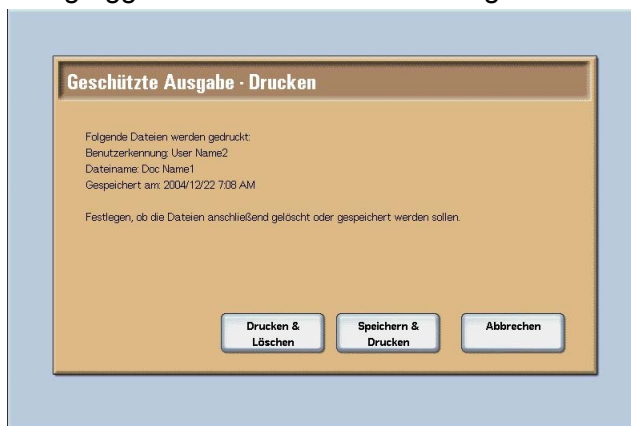 Geschützte Ausgabe - Drucken
Folgende Dateien werden gedruckt:
Benutzerkennung: User Name2
Dateiname: Doc Name1
Gespeichert am: 2004/12/22 7:08 AM
Festlegen, ob die Dateien anschließend gelöscht oder gespeichert werden sollen.
Drucken &
Löschen
Speichern &
Drucken
Abbrechen